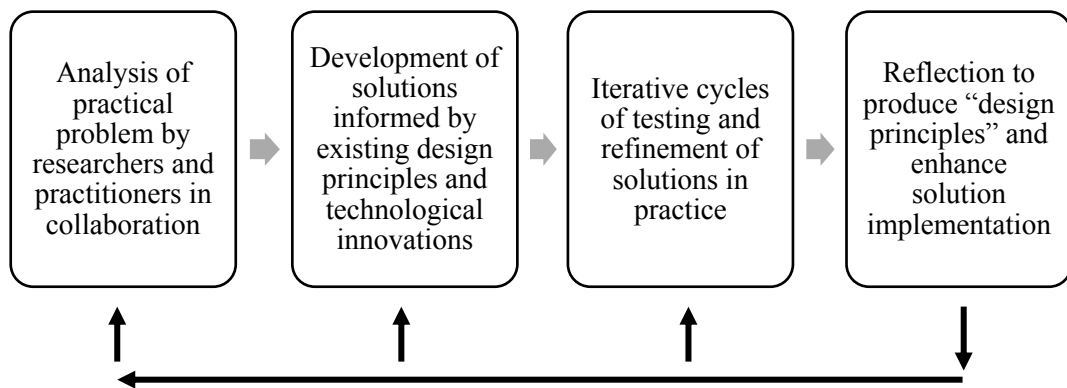 Analysis of
practical
problem by
researchers and
practitioners in
collaboration
Development of
solutions
informed by
existing design
principles and
technological
innovations
Iterative cycles
of testing and
refinement of
solutions in
practice
Reflection to
produce “design
principles” and
enhance
solution
implementation